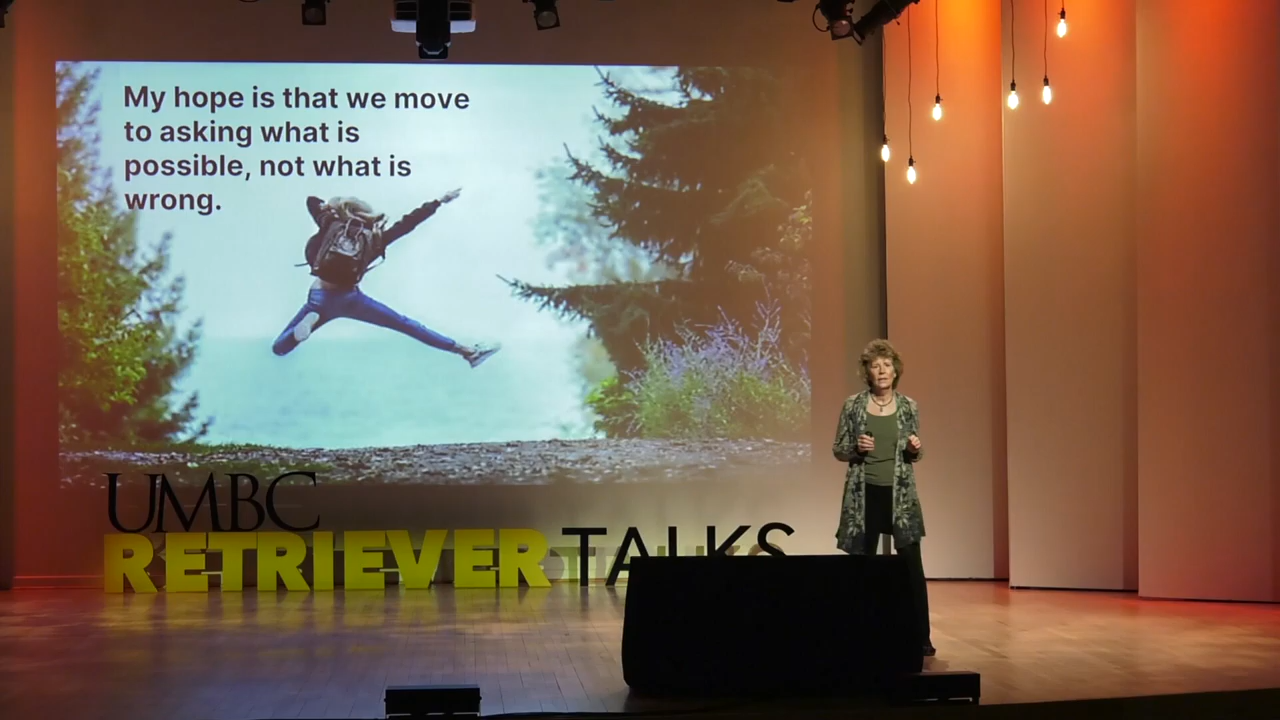 My hope is that we move
to asking what is
possible, not what is
wrong.
UMBC
RETRIEVER TALKS